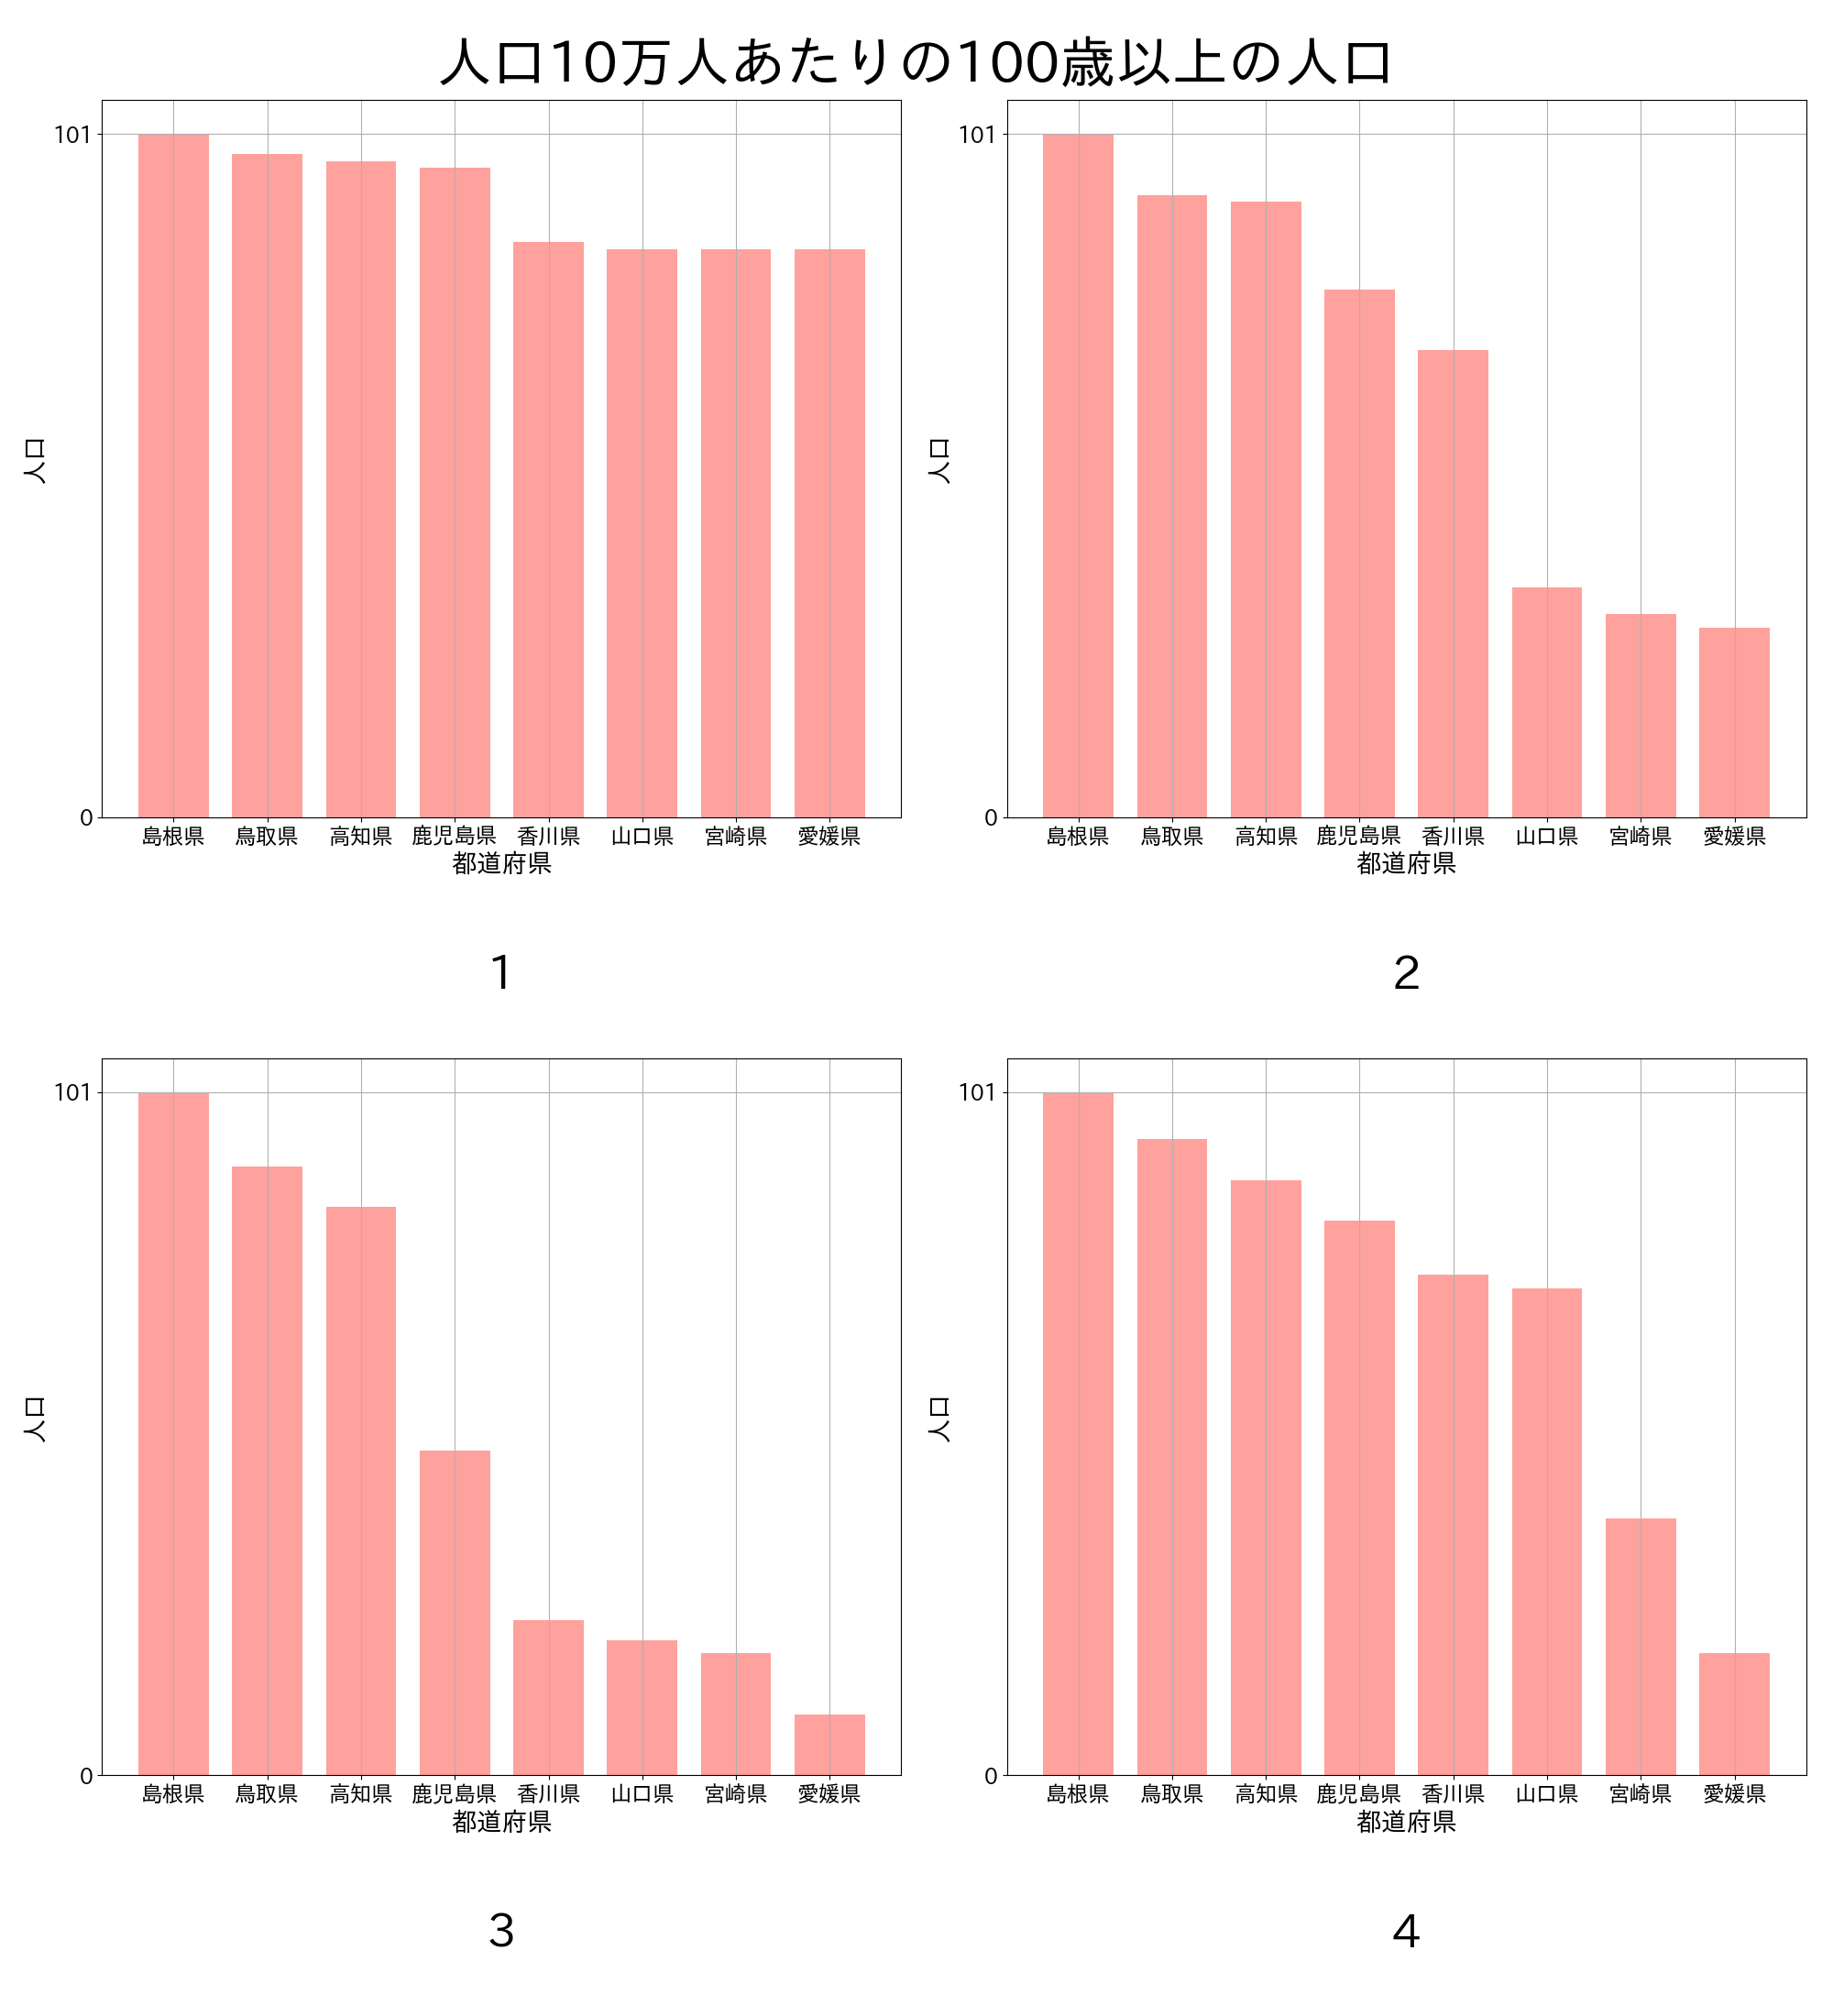 人口10万人あたりの100歳以上の人口
101
0
人口
島根県 鳥取県 高知県 鹿児島県 香川県 山口県 宮崎県 愛媛県
都道府県
1
101
0
人口
島根県 鳥取県 高知県 鹿児島県 香川県 山口県 宮崎県 愛媛県
都道府県
2
101
0
人口
島根県 鳥取県 高知県 鹿児島県 香川県 山口県 宮崎県 愛媛県
都道府県
3
101
0
人口
島根県 鳥取県 高知県 鹿児島県 香川県 山口県 宮崎県 愛媛県
都道府県
4